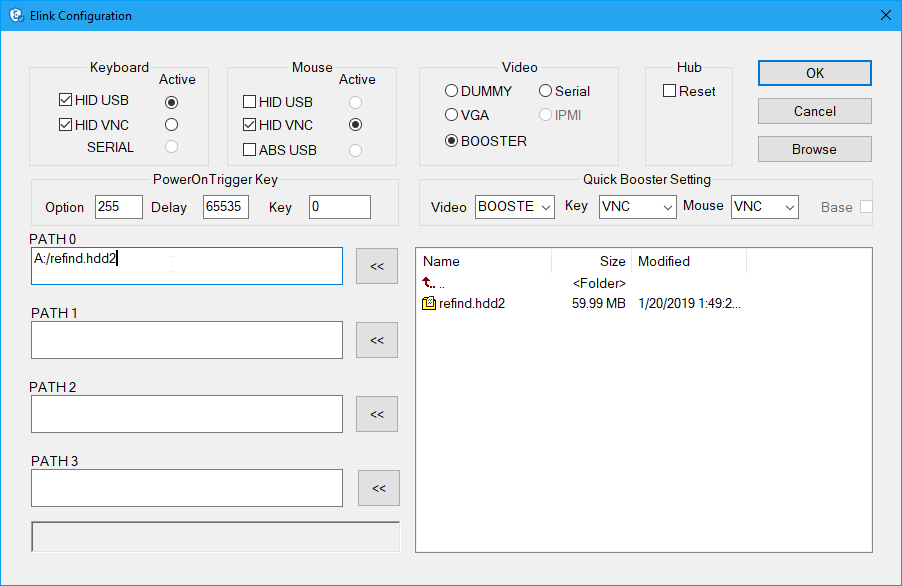 Elink Configuration
Keyboard
Active
HID USB
HID VNC
SERIAL
Mouse
Active
HID USB
HID VNC
ABS USB
Video
DUMMY
Serial
VGA
IPMI
BOOSTER
Hub
Reset
OK
Cancel
Browse
PowerOnTrigger Key
Option 255 Delay 65535 Key 0
Quick Booster Setting
Video BOOSTE Key VNC Mouse VNC Base
PATH 0
A:/refind.hdd2
<<
PATH 1
<<
PATH 2
<<
PATH 3
<<
Name Size Modified
.. <Folder>
refind.hdd2 59.99 MB 1/20/2019 1:49:2...